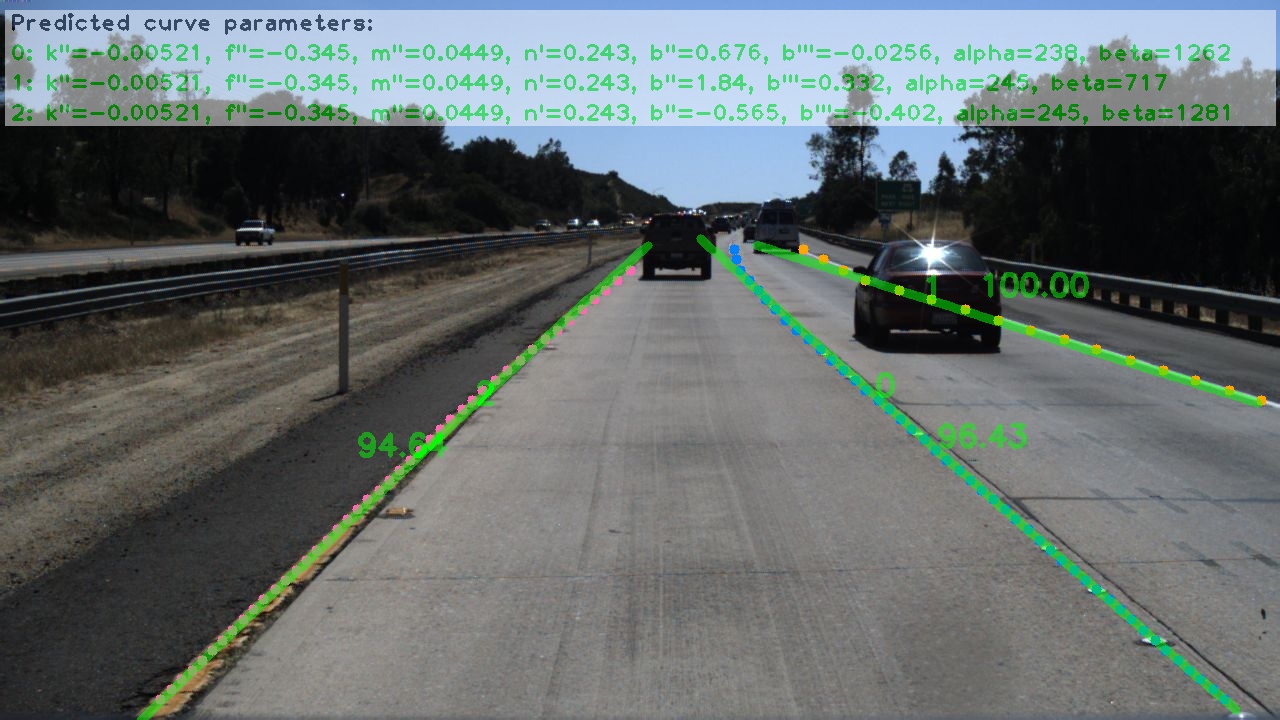 Predicted curve parameters:
0: k''=-0.00521, f''=-0.345, m''=0.0449, n'=0.243, b''=0.676, b'''=-0.0256, alpha=238, beta=1262
1: k''=-0.00521, f''=-0.345, m''=0.0449, n'=0.243, b''=1.84, b'''=0.332, alpha=245, beta=717
2: k''=-0.00521, f''=-0.345, m''=0.0449, n'=0.243, b''=-0.565, b'''=-0.402, alpha=245, beta=1281
1 100.00
0
96.43
2
94.64